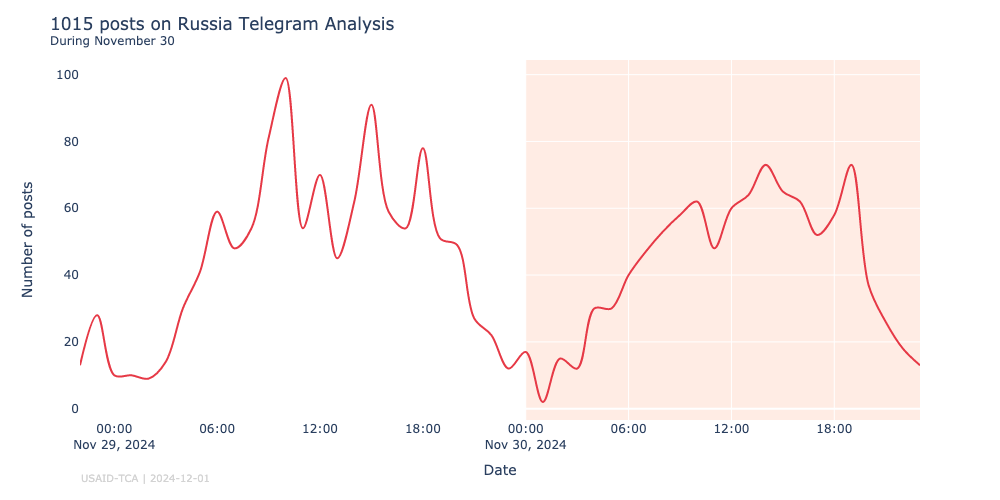 1015 posts on Russia Telegram Analysis
During November 30
Number of posts
100
80
60
40
20
0
00:00 06:00 12:00 18:00 00:00 06:00 12:00 18:00
Nov 29, 2024 Nov 30, 2024
Date
USAID-TCA | 2024-12-01